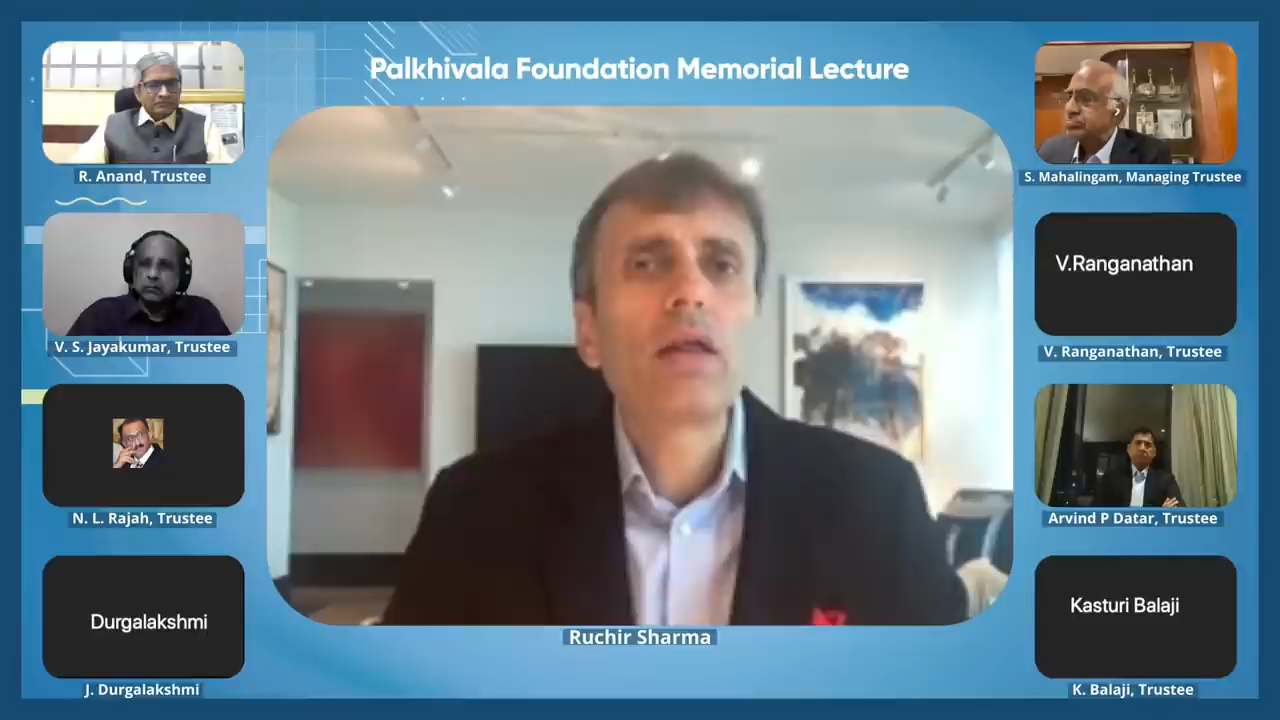 Palkhivala Foundation Memorial Lecture
R. Anand, Trustee
S. Mahalingam, Managing Trustee
V.Ranganathan
V. S. Jayakumar, Trustee
V. Ranganathan, Trustee
N. L. Rajah, Trustee
Arvind P Datar, Trustee
Durgalakshmi
Kasturi Balaji
Ruchir Sharma
J. Durgalakshmi
K. Balaji, Trustee